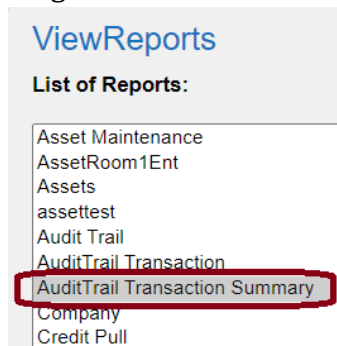 ViewReports
List of Reports:
Asset Maintenance
AssetRoom1Ent
Assets
assettest
Audit Trail
AuditTrail Transaction
AuditTrail Transaction Summary
Company
Credit Pull